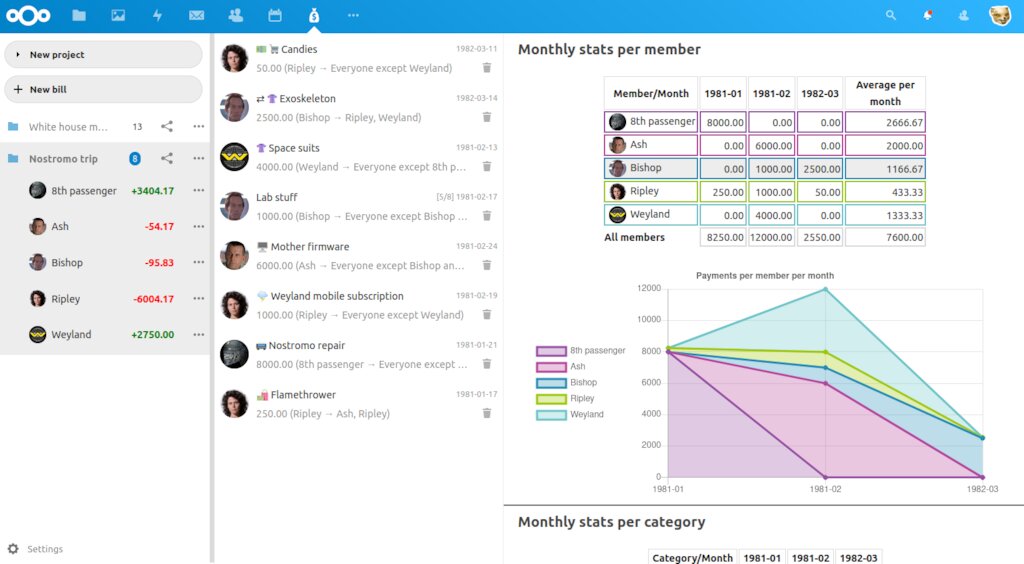 New project
New bill
White house m... 13
Nostromo trip 8
8th passenger +3404.17
Ash -54.17
Bishop -95.83
Ripley -6004.17
Weyland +2750.00
Settings
Candies 1982-03-11
50.00 (Ripley → Everyone except Weyland)
⇄ Exoskeleton 1982-03-14
2500.00 (Bishop → Ripley, Weyland)
Space suits 1981-02-13
4000.00 (Weyland → Everyone except 8th p ...
Lab stuff [5/8] 1981-02-17
1000.00 (Bishop → Everyone except Bishop ...
Mother firmware 1981-02-24
6000.00 (Ash → Everyone except Bishop an...
Weyland mobile subscription 1981-02-19
1000.00 (Ripley → Everyone except Weyland)
Nostromo repair 1981-01-21
8000.00 (8th passenger → Everyone except ...
Flamethrower 1981-01-17
250.00 (Ripley → Ash, Ripley)
Monthly stats per member
Member/Month 1981-01 1981-02 1982-03 Average per month
8th passenger 8000.00 0.00 0.00 2666.67
Ash 0.00 6000.00 0.00 2000.00
Bishop 0.00 1000.00 2500.00 1166.67
Ripley 250.00 1000.00 50.00 433.33
Weyland 0.00 4000.00 0.00 1333.33
All members 8250.00 12000.00 2550.00 7600.00
Payments per member per month
8th passenger
Ash
Bishop
Ripley
Weyland
12000
10000
8000
6000
4000
2000
0
1981-01 1981-02 1982-03
Monthly stats per category
Category/Month 1981-01 1981-02 1982-03